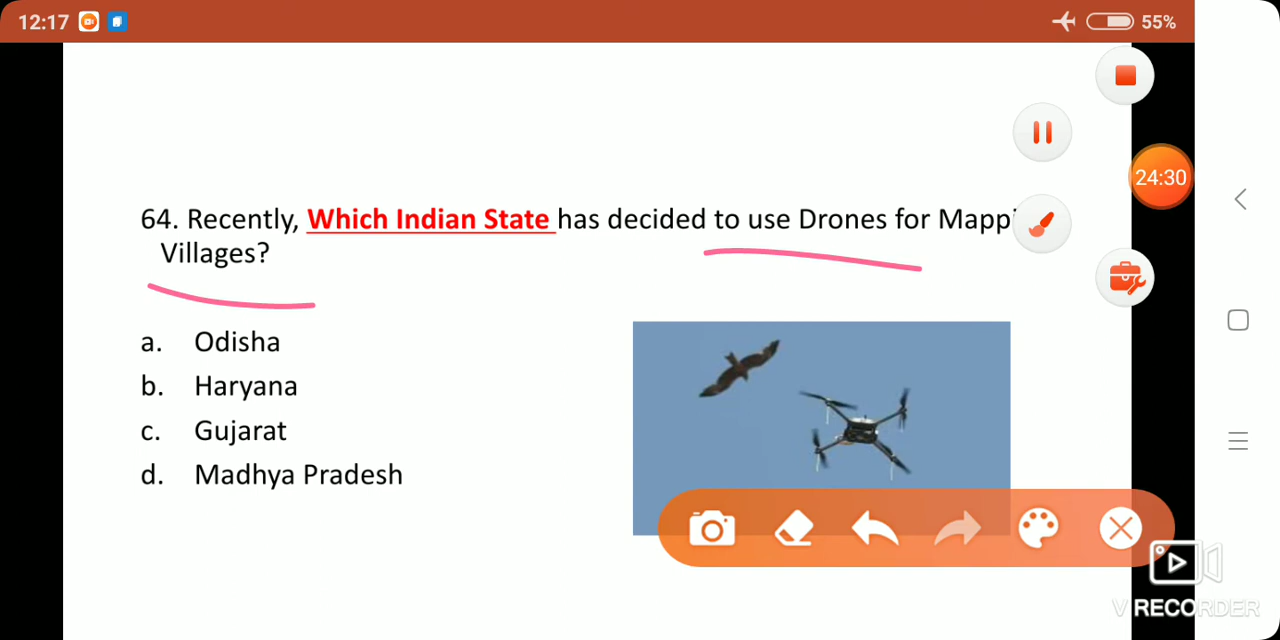 12:17
55%
24:30
64. Recently, Which Indian State has decided to use Drones for Mappi
Villages?
a. Odisha
b. Haryana
c. Gujarat
d. Madhya Pradesh
V RECORDER